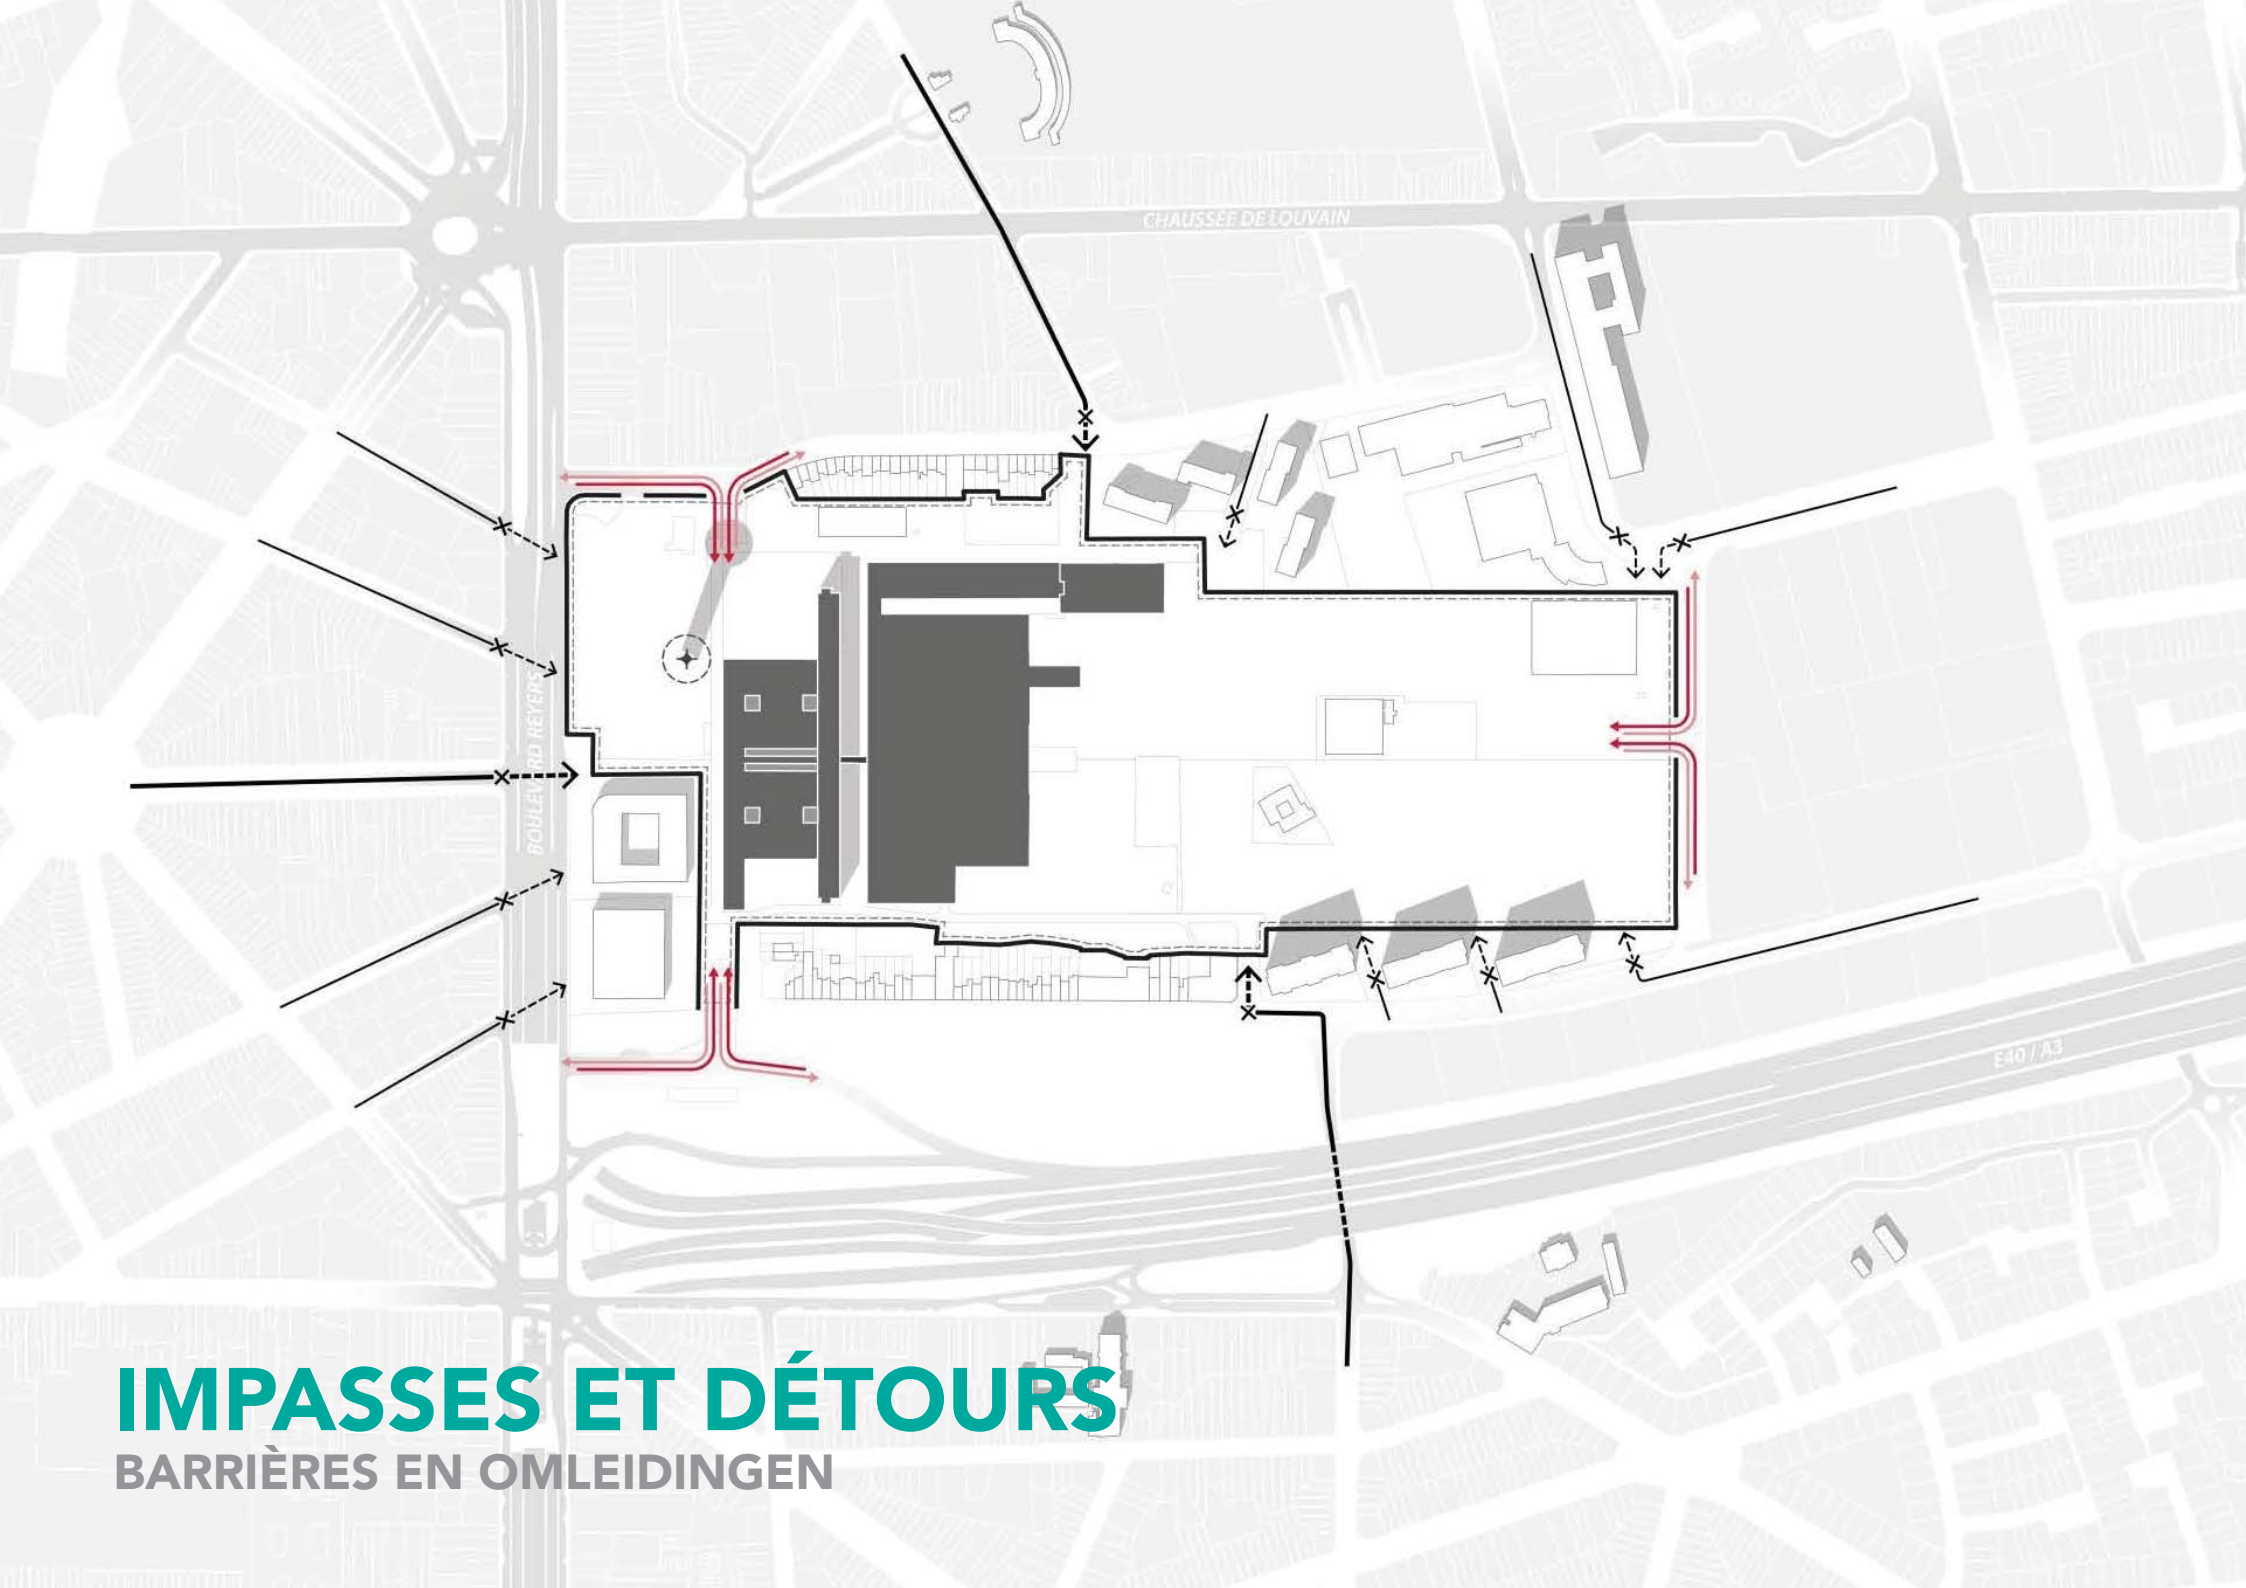 CHAUSSÉE DE LOUVAIN
BOULEVARD REYERS
E40 / A3
IMPASSES ET DÉTOURS
BARRIÈRES EN OMLEIDINGEN